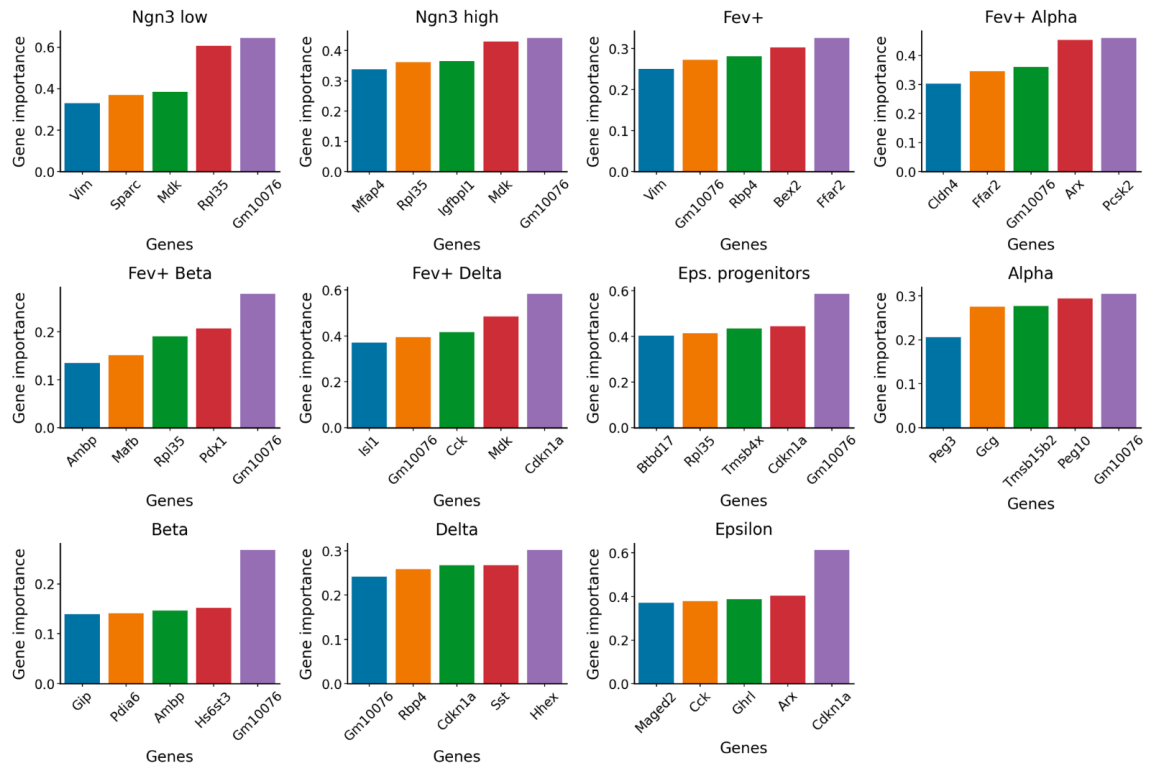 Ngn3 low
Gene importance
0.6
0.4
0.2
0.0
Vim
Sparc
Mdk
Rpl35
Gm10076
Genes
Ngn3 high
Gene importance
0.4
0.3
0.2
0.1
0.0
Mfap4
Rpl35
Igfbpl1
Mdk
Gm10076
Genes
Fev+
Gene importance
0.3
0.2
0.1
0.0
Vim
Gm10076
Rbp4
Bex2
Ffar2
Genes
Fev+ Alpha
Gene importance
0.4
0.3
0.2
0.1
0.0
Cldn4
Ffar2
Gm10076
Arx
Pcsk2
Genes
Fev+ Beta
Gene importance
0.2
0.1
0.0
Ambp
Mafb
Rpl35
Pdx1
Gm10076
Genes
Fev+ Delta
Gene importance
0.6
0.4
0.2
0.0
Isl1
Gm10076
Cck
Mdk
Cdkn1a
Genes
Eps. progenitors
Gene importance
0.6
0.4
0.2
0.0
Btbd17
Rpl35
Tmsb4x
Cdkn1a
Gm10076
Genes
Alpha
Gene importance
0.3
0.2
0.1
0.0
Peg3
Gcg
Tmsb15b2
Peg10
Gm10076
Genes
Beta
Gene importance
0.2
0.1
0.0
Gip
Pdia6
Ambp
Hs6st3
Gm10076
Genes
Delta
Gene importance
0.3
0.2
0.1
0.0
Gm10076
Rbp4
Cdkn1a
Sst
Hhex
Genes
Epsilon
Gene importance
0.6
0.4
0.2
0.0
Maged2
Cck
Ghrl
Arx
Cdkn1a
Genes